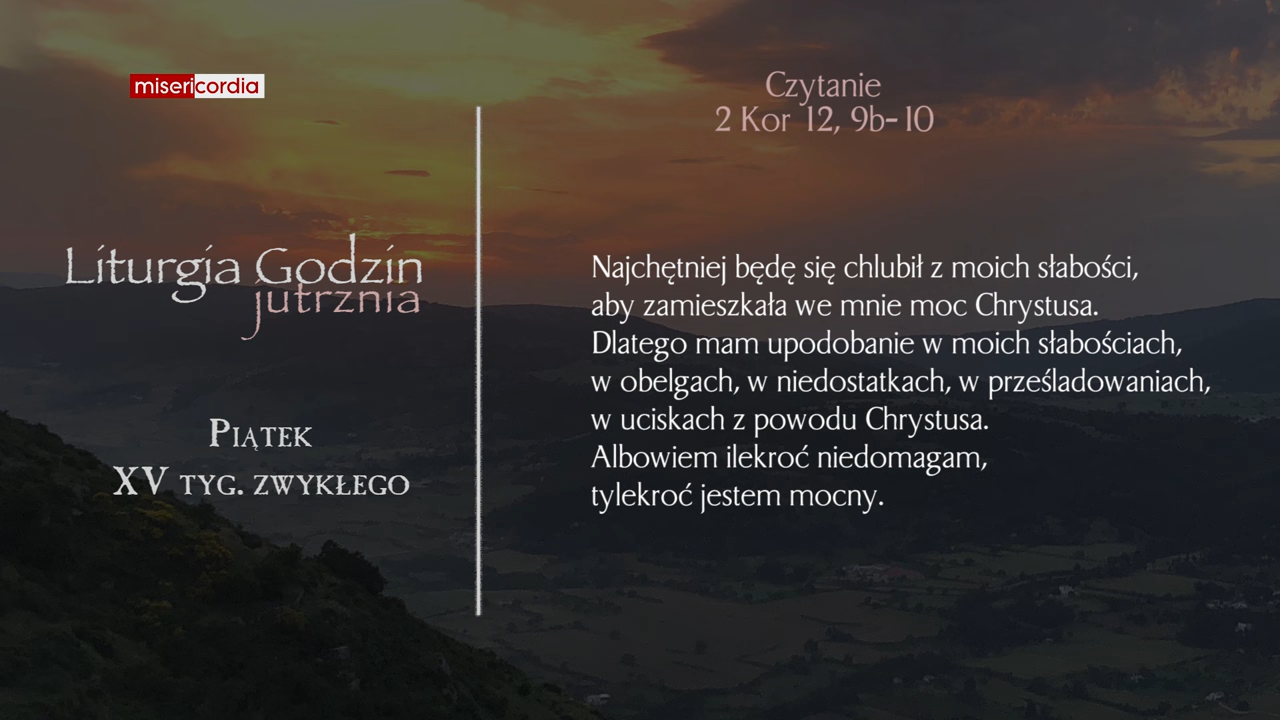 misericordia
Liturgia Godzin
jutrznia
Piątek
XV tyg. zwykłego
Czytanie
2 Kor 12, 9b-10
Najchętniej będę się chlubił z moich słabości,
aby zamieszkała we mnie moc Chrystusa.
Dlatego mam upodobanie w moich słabościach,
w obelgach, w niedostatkach, w prześladowaniach,
w uciskach z powodu Chrystusa.
Albowiem ilekroć niedomagam,
tylekroć jestem mocny.